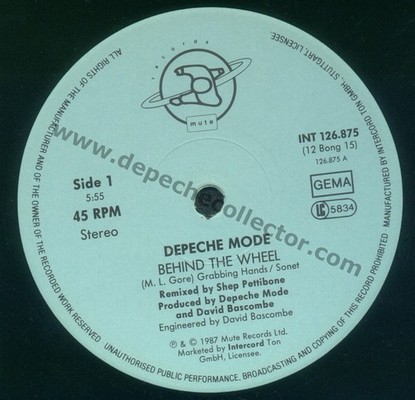 ALL RIGHTS OF THE MANUFACTURER AND OF THE OWNER OF THE RECORDED WORK RESERVED
UNAUTHORISED PUBLIC PERFORMANCE, BROADCASTING AND COPYING OF THIS RECORD PROHIBITED
MANUFACTURED BY INTERCORD TON GMBH, STUTTGART, LICENSEE.
records
mute
INT 126.875
(12 Bong 15)
126.875 A
Side 1
5:55
45 RPM
Stereo
GEMA
LC 5834
www.depechecollector.com
DEPECHE MODE
BEHIND THE WHEEL
(M. L. Gore) Grabbing Hands / Sonet
Remixed by Shep Pettibone
Produced by Depeche Mode
and David Bascombe
Engineered by David Bascombe
℗ & © 1987 Mute Records Ltd.
Marketed by Intercord Ton
GmbH, Licensee.